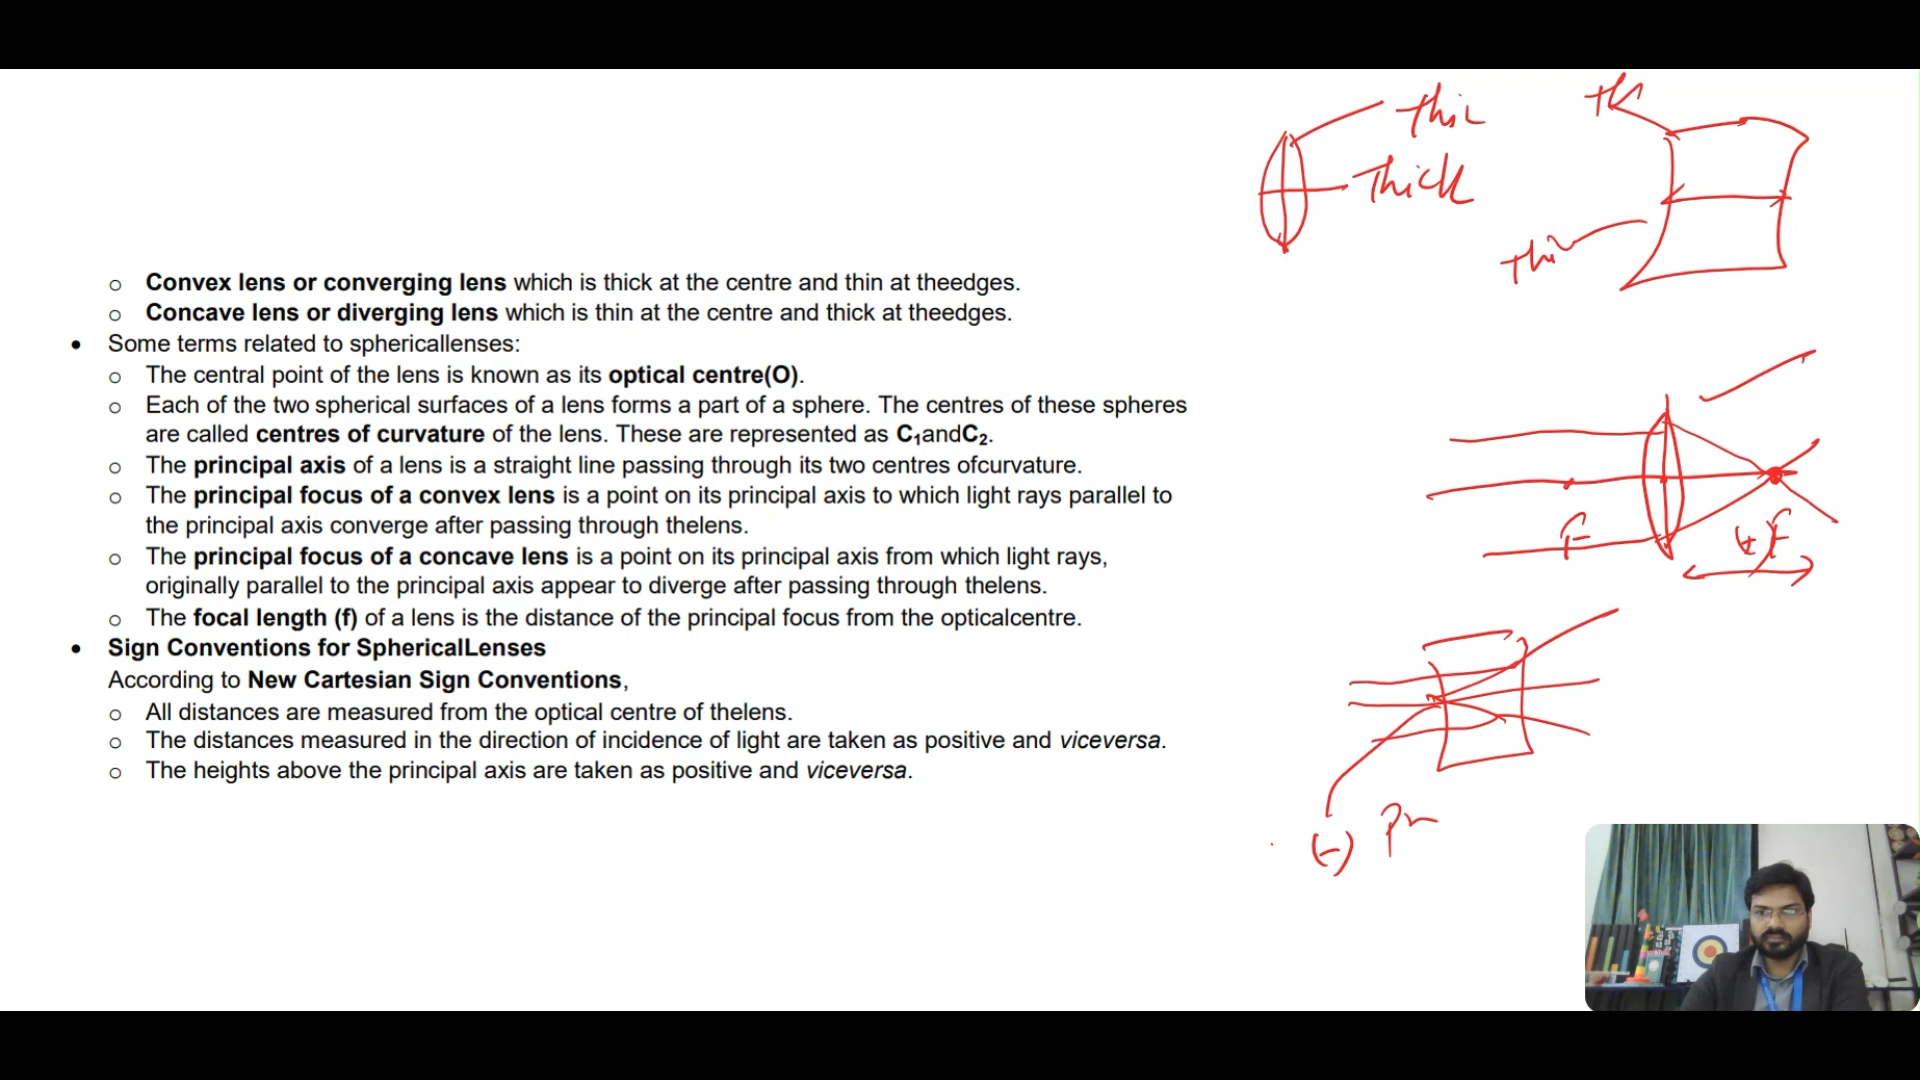 Thin
Thick
Th
Thi
○ Convex lens or converging lens which is thick at the centre and thin at theedges.
○ Concave lens or diverging lens which is thin at the centre and thick at theedges.
• Some terms related to sphericallenses:
○ The central point of the lens is known as its optical centre(O).
○ Each of the two spherical surfaces of a lens forms a part of a sphere. The centres of these spheres
are called centres of curvature of the lens. These are represented as C₁andC₂.
○ The principal axis of a lens is a straight line passing through its two centres ofcurvature.
○ The principal focus of a convex lens is a point on its principal axis to which light rays parallel to
the principal axis converge after passing through thelens.
○ The principal focus of a concave lens is a point on its principal axis from which light rays,
originally parallel to the principal axis appear to diverge after passing through thelens.
○ The focal length (f) of a lens is the distance of the principal focus from the opticalcentre.
• Sign Conventions for SphericalLenses
According to New Cartesian Sign Conventions,
○ All distances are measured from the optical centre of thelens.
○ The distances measured in the direction of incidence of light are taken as positive and viceversa.
○ The heights above the principal axis are taken as positive and viceversa.
F
F
(-)